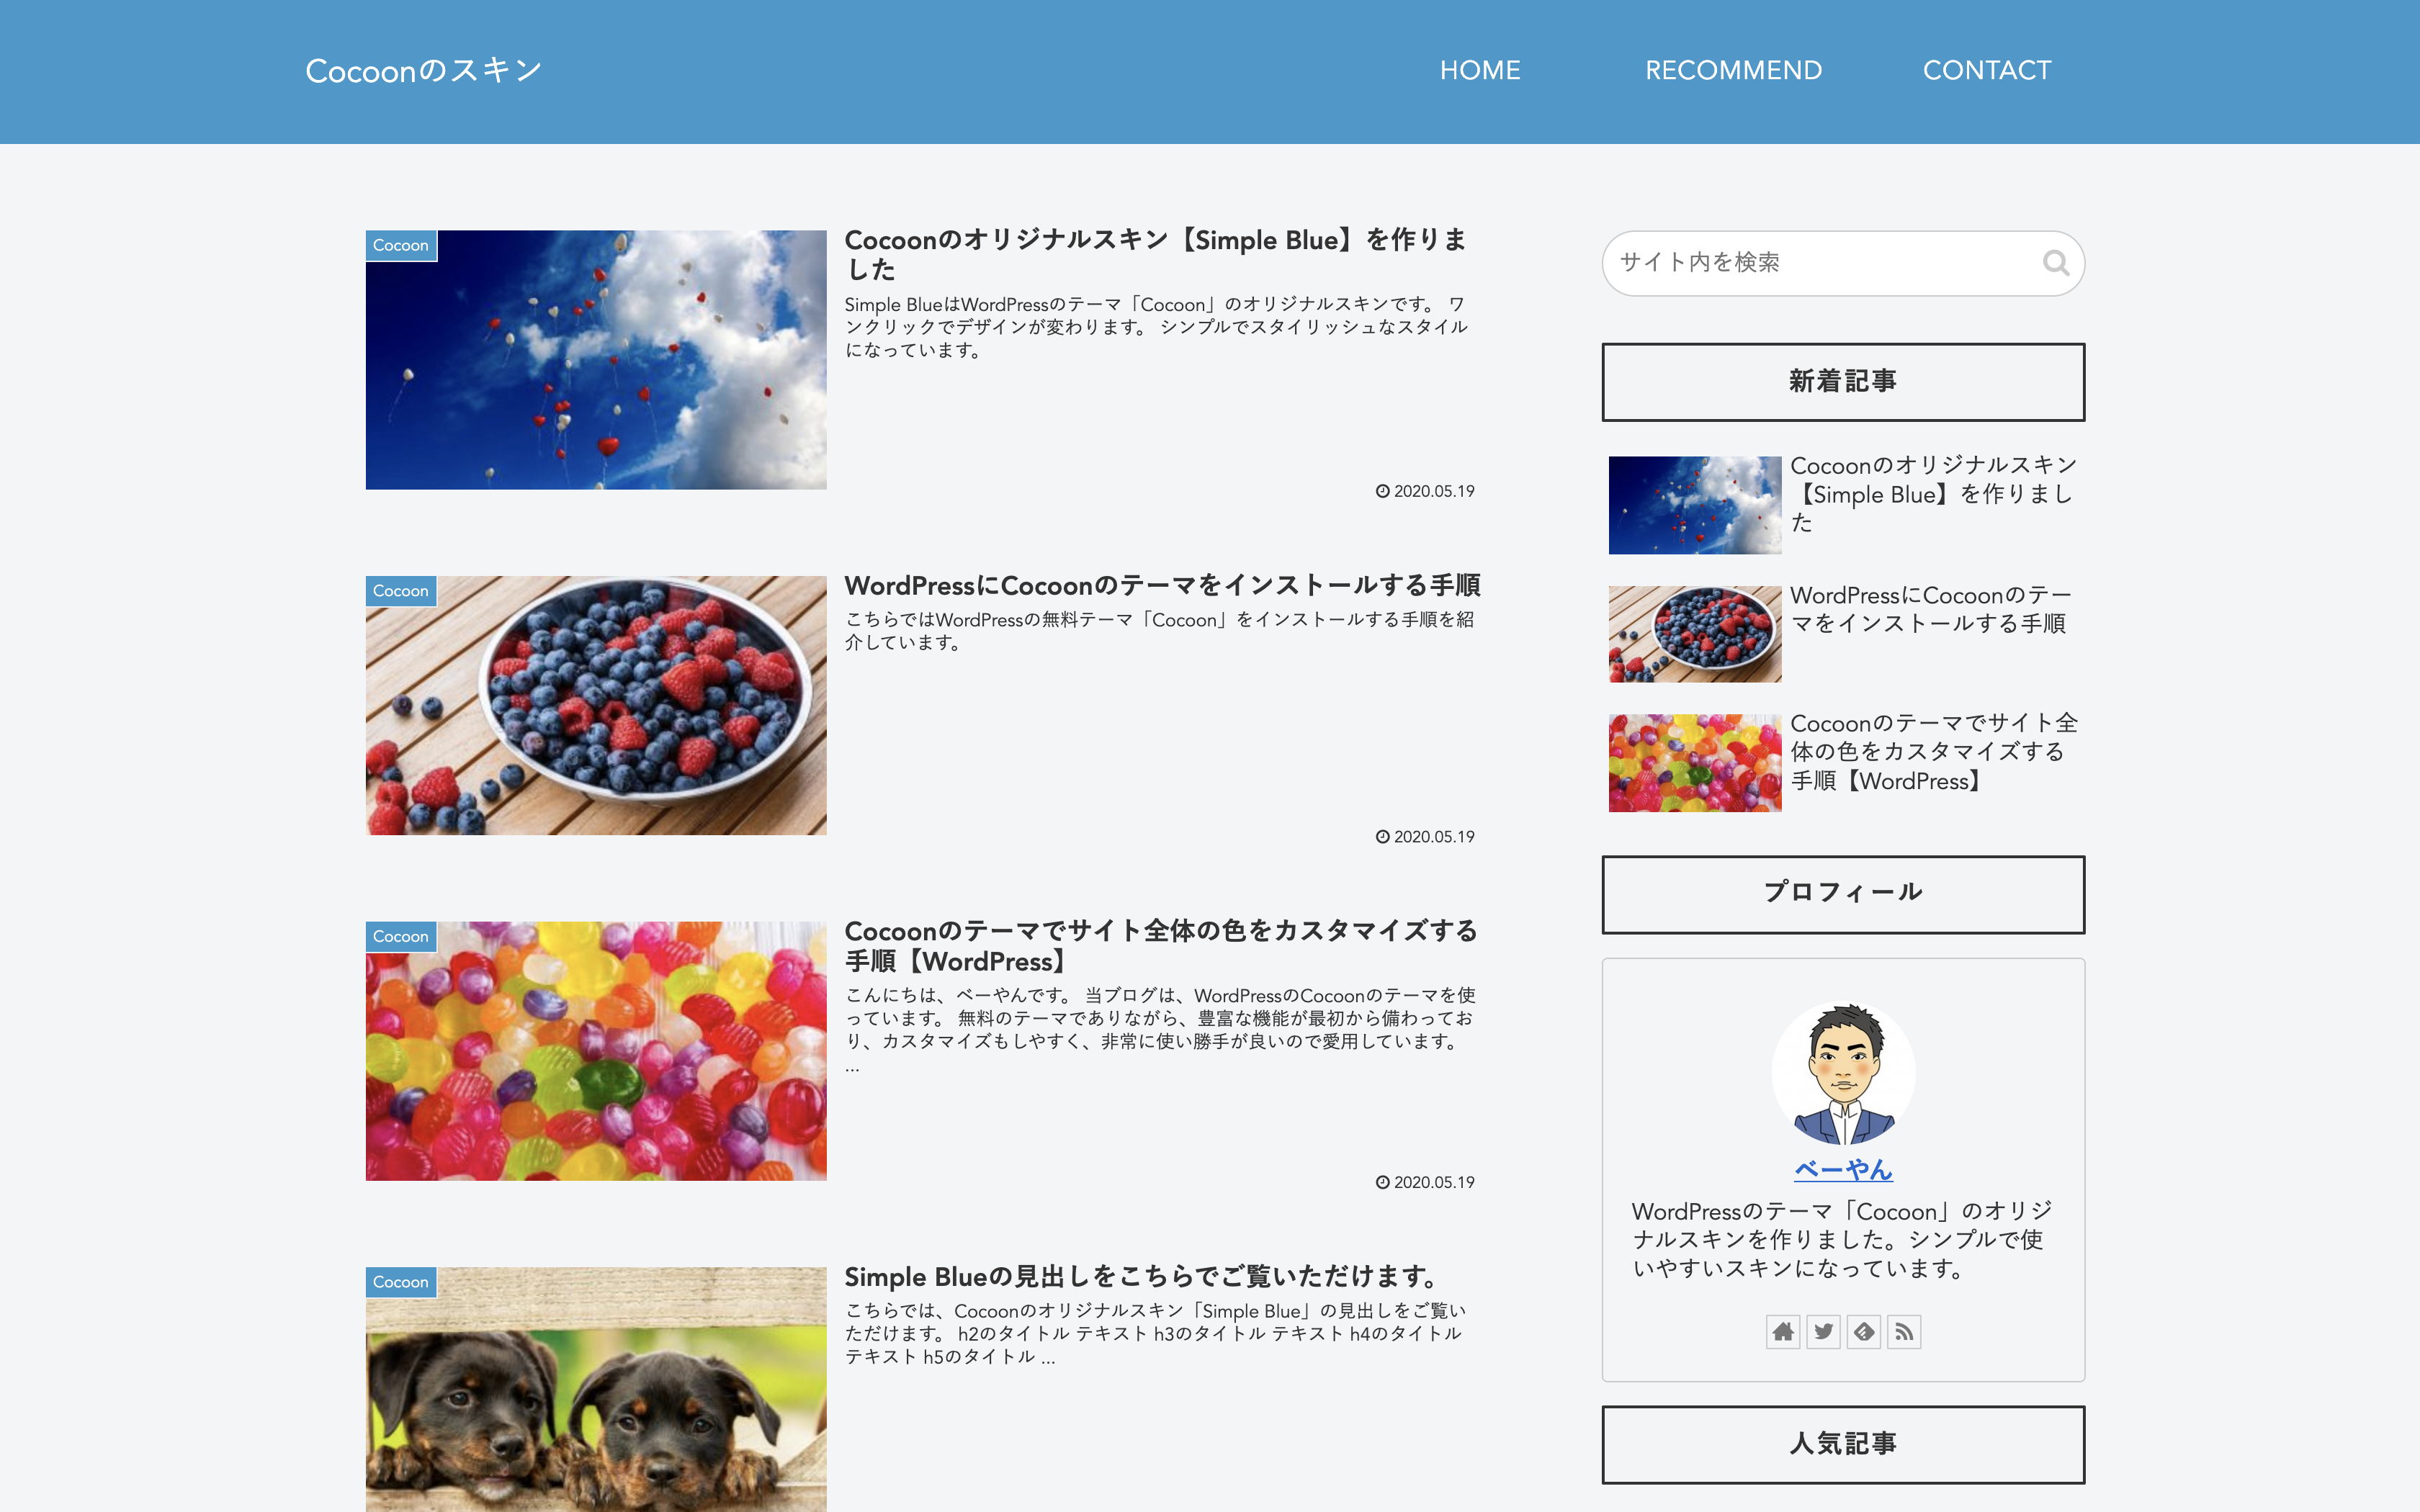 Cocoonのスキン
HOME
RECOMMEND
CONTACT
Cocoon
Cocoonのオリジナルスキン【Simple Blue】を作りま
した
Simple BlueはWordPressのテーマ「Cocoon」のオリジナルスキンです。 ワ
ンクリックでデザインが変わります。 シンプルでスタイリッシュなスタイル
になっています。
2020.05.19
Cocoon
WordPressにCocoonのテーマをインストールする手順
こちらではWordPressの無料テーマ「Cocoon」をインストールする手順を紹
介しています。
2020.05.19
Cocoon
Cocoonのテーマでサイト全体の色をカスタマイズする
手順【WordPress】
こんにちは、べーやんです。 当ブログは、WordPressのCocoonのテーマを使
っています。 無料のテーマでありながら、豊富な機能が最初から備わってお
り、カスタマイズもしやすく、非常に使い勝手が良いので愛用しています。
...
2020.05.19
Cocoon
Simple Blueの見出しをこちらでご覧いただけます。
こちらでは、Cocoonのオリジナルスキン「Simple Blue」の見出しをご覧い
ただけます。 h2のタイトル テキスト h3のタイトル テキスト h4のタイトル
テキスト h5のタイトル ...
サイト内を検索
新着記事
Cocoonのオリジナルスキン
【Simple Blue】を作りまし
た
WordPressにCocoonのテー
マをインストールする手順
Cocoonのテーマでサイト全
体の色をカスタマイズする
手順【WordPress】
プロフィール
べーやん
WordPressのテーマ「Cocoon」のオリジ
ナルスキンを作りました。シンプルで使
いやすいスキンになっています。
人気記事